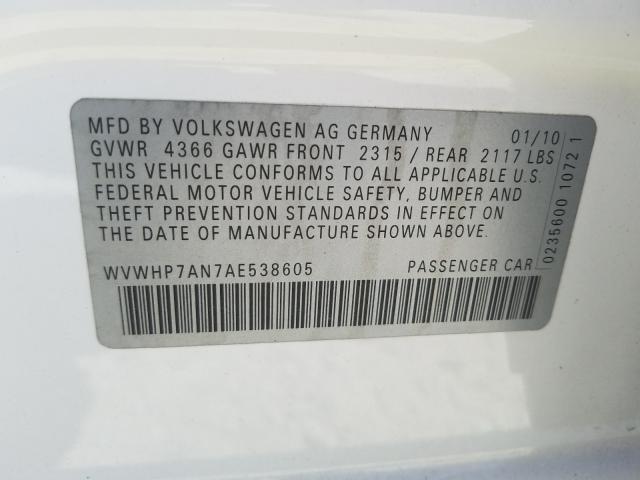 MFD BY VOLKSWAGEN AG GERMANY 01/10
GVWR 4366 GAWR FRONT 2315 / REAR 2117 LBS
THIS VEHICLE CONFORMS TO ALL APPLICABLE U.S.
FEDERAL MOTOR VEHICLE SAFETY, BUMPER AND
THEFT PREVENTION STANDARDS IN EFFECT ON
THE DATE OF MANUFACTURE SHOWN ABOVE.
WVWHP7AN7AE538605 PASSENGER CAR
0235600 1072 1